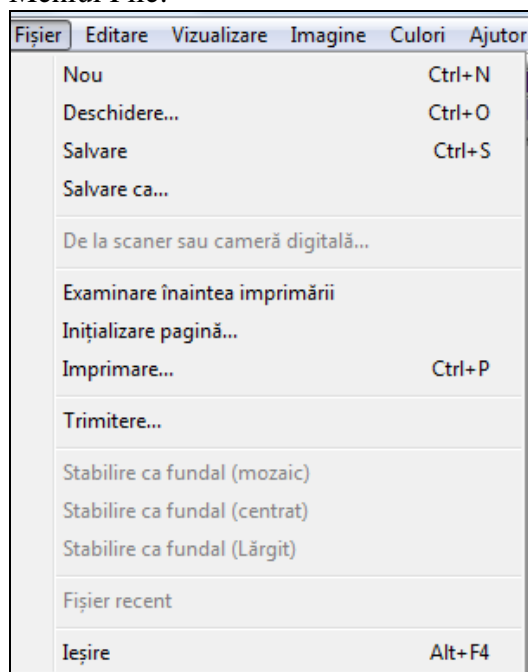 Meniul File:
Fișier Editare Vizualizare Imagine Culori Ajutor
Nou Ctrl+N
Deschidere... Ctrl+O
Salvare Ctrl+S
Salvare ca...
De la scaner sau cameră digitală...
Examinare înaintea imprimării
Inițializare pagină...
Imprimare... Ctrl+P
Trimitere...
Stabilire ca fundal (mozaic)
Stabilire ca fundal (centrat)
Stabilire ca fundal (Lărgit)
Fișier recent
Ieșire Alt+F4